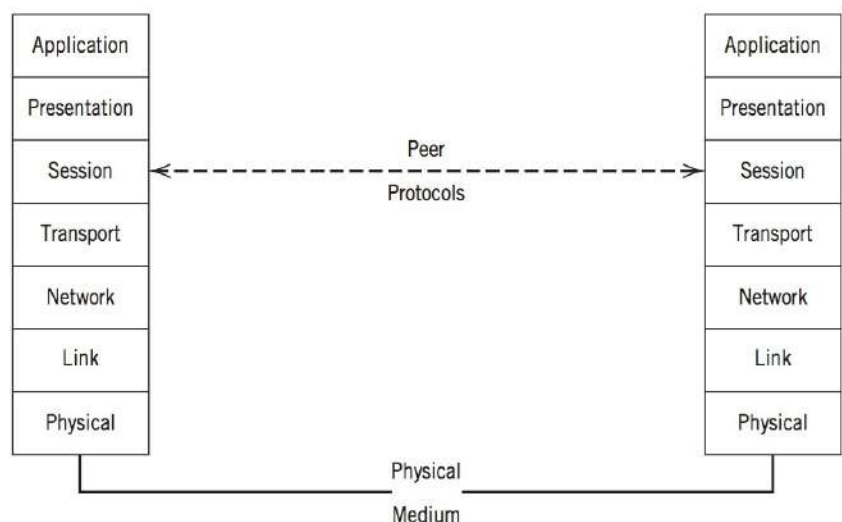 Application
Presentation
Session
Transport
Network
Link
Physical
Peer
Protocols
Application
Presentation
Session
Transport
Network
Link
Physical
Physical
Medium